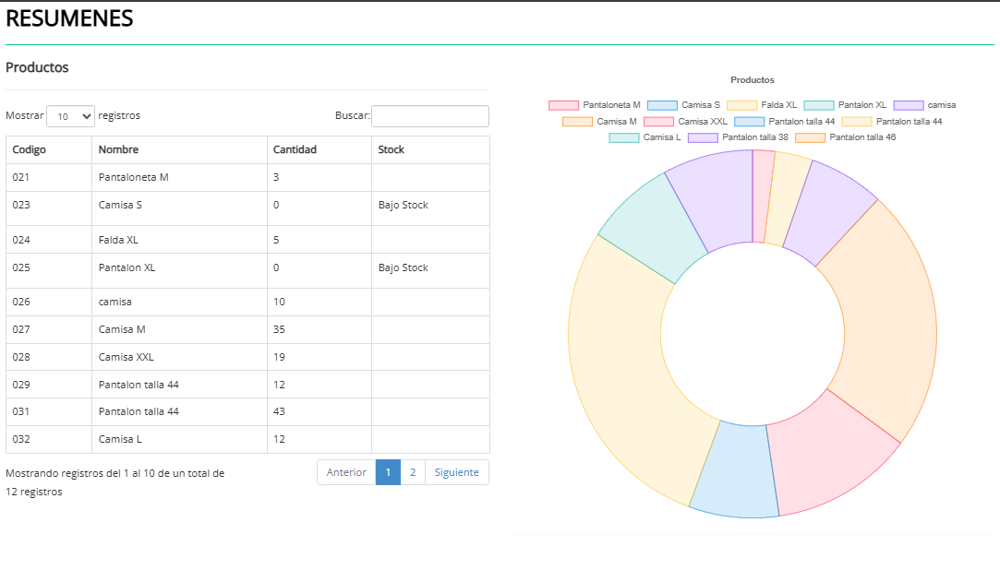 RESUMENES
Productos
Mostrar 10 registros
Buscar:
Codigo Nombre Cantidad Stock
021 Pantaloneta M 3
023 Camisa S 0 Bajo Stock
024 Falda XL 5
025 Pantalon XL 0 Bajo Stock
026 camisa 10
027 Camisa M 35
028 Camisa XXL 19
029 Pantalon talla 44 12
031 Pantalon talla 44 43
032 Camisa L 12
Mostrando registros del 1 al 10 de un total de
12 registros
Anterior 1 2 Siguiente
Productos
Pantaloneta M Camisa S Falda XL Pantalon XL camisa
Camisa M Camisa XXL Pantalon talla 44 Pantalon talla 44
Camisa L Pantalon talla 38 Pantalon talla 46